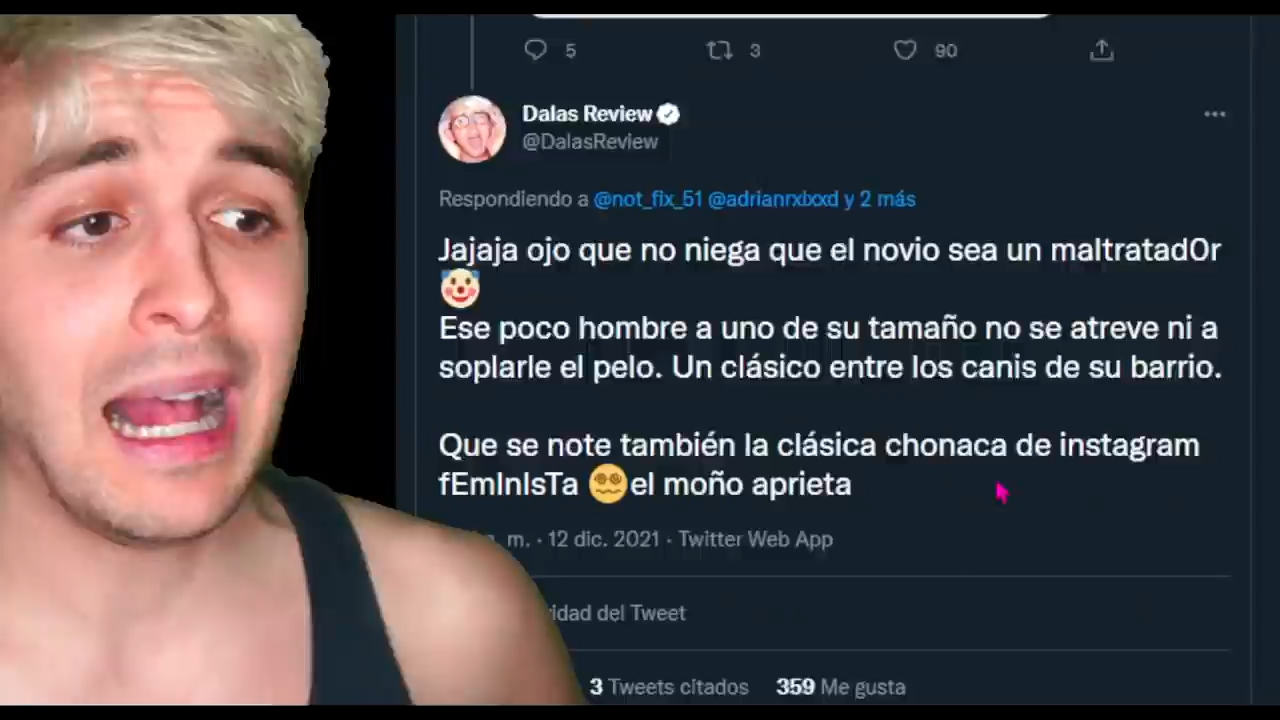 5 3 90
Dalas Review
@DalasReview
Respondiendo a @not_fix_51 @adrianrxlxxd y 2 más
Jajaja ojo que no niega que el novio sea un maltratad0r
🤡
Ese poco hombre a uno de su tamaño no se atreve ni a
soplarle el pelo. Un clásico entre los canis de su barrio.
Que se note también la clásica chonaca de instagram
fEmInIsTa 😵‍💫el moño aprieta
m. · 12 dic. 2021 · Twitter Web App
idad del Tweet
3 Tweets citados 359 Me gusta